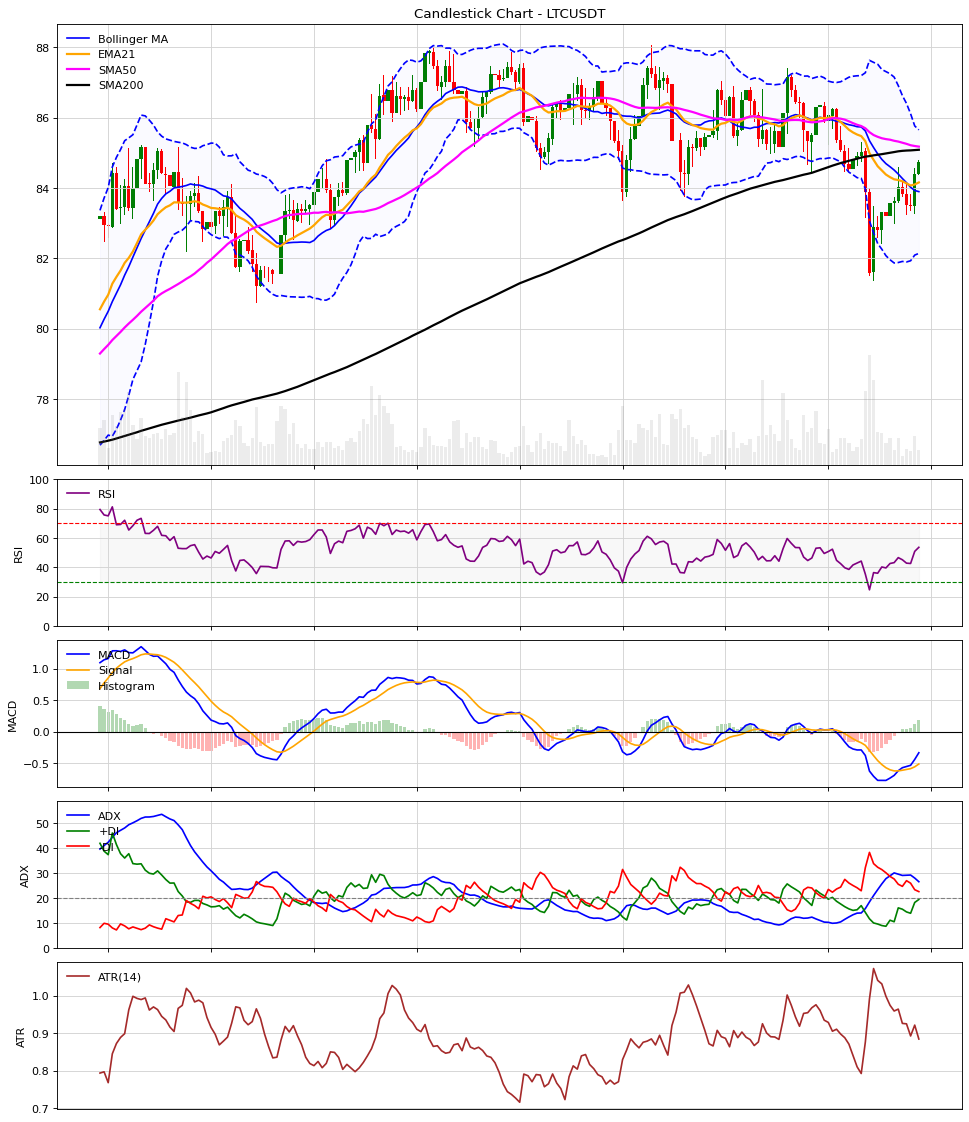 Candlestick Chart - LTCUSDT
Bollinger MA
EMA21
SMA50
SMA200
88
86
84
82
80
78
RSI
100
80
60
40
20
0
RSI
MACD
Signal
Histogram
1.0
0.5
0.0
−0.5
MACD
ADX
+DI
-DI
50
40
30
20
10
0
ADX
ATR(14)
1.0
0.9
0.8
0.7
ATR